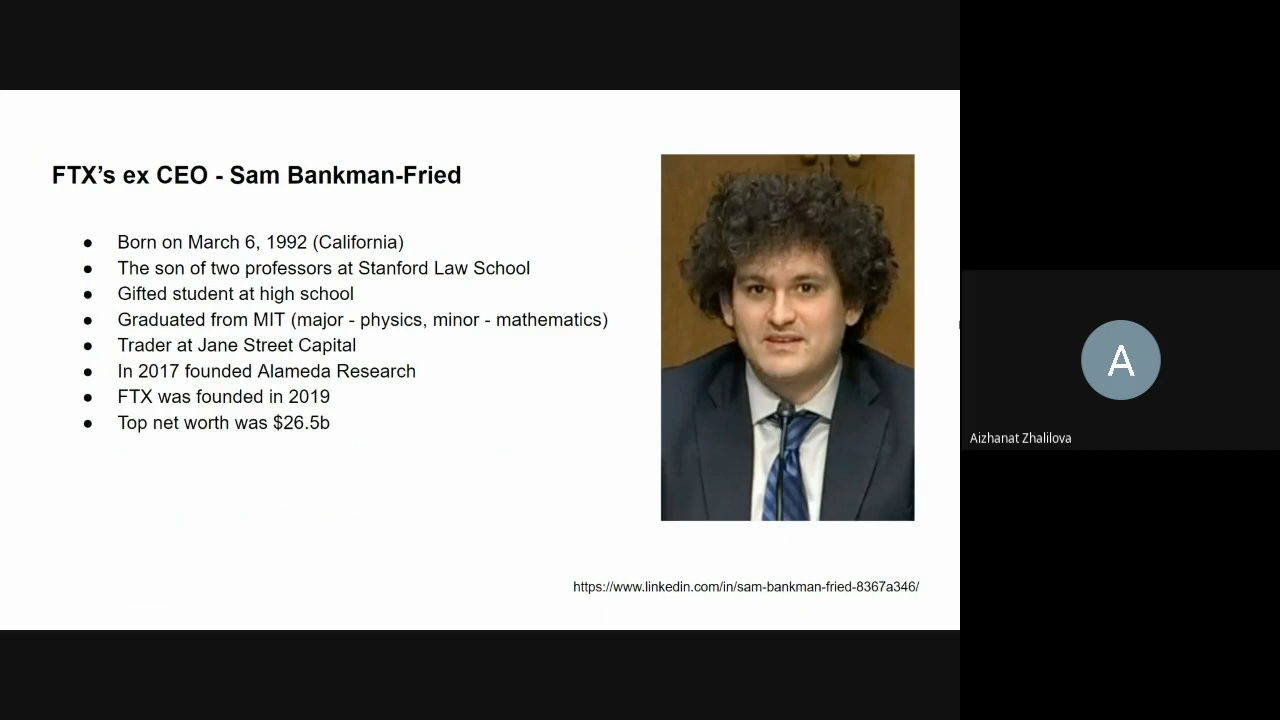 FTX’s ex CEO - Sam Bankman-Fried
● Born on March 6, 1992 (California)
● The son of two professors at Stanford Law School
● Gifted student at high school
● Graduated from MIT (major - physics, minor - mathematics)
● Trader at Jane Street Capital
● In 2017 founded Alameda Research
● FTX was founded in 2019
● Top net worth was $26.5b
https://www.linkedin.com/in/sam-bankman-fried-8367a346/
A
Aizhanat Zhalilova